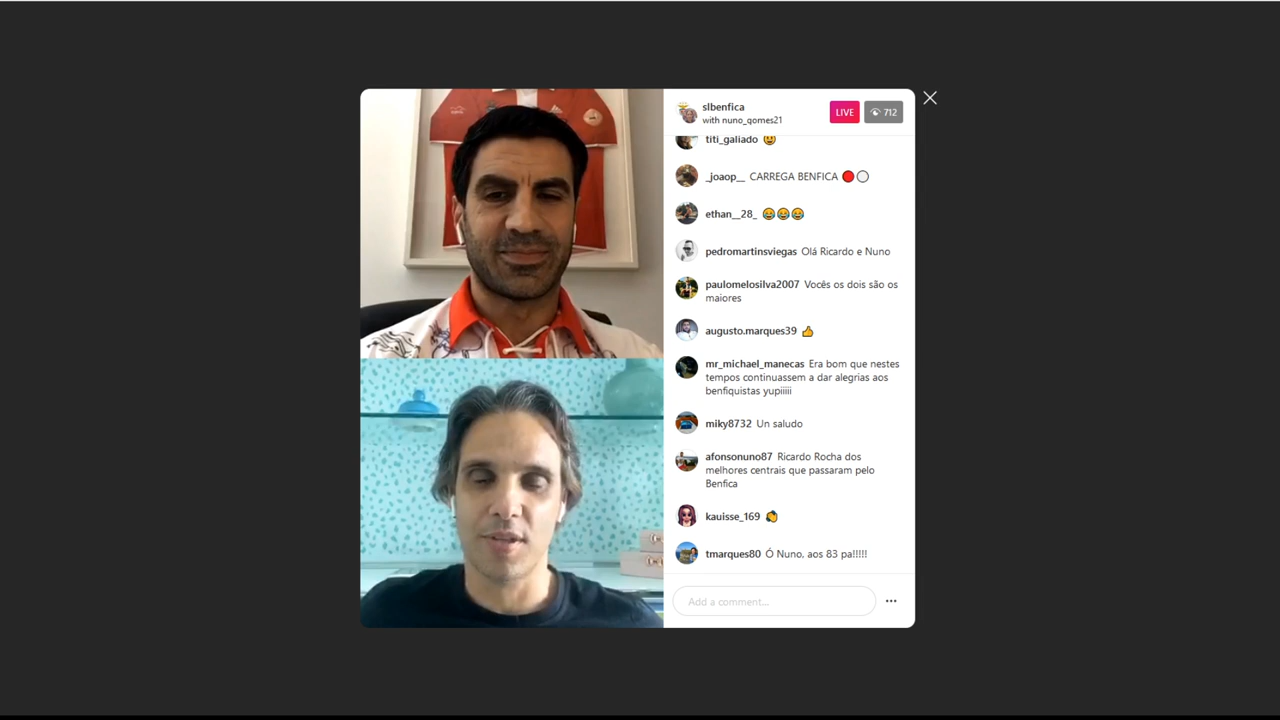 slbenfica
with nuno_gomes21
LIVE
712
titi_galiado
_joaop__ CARREGA BENFICA
ethan__28_
pedromartinsviegas Olá Ricardo e Nuno
paulomelosilva2007 Vocés os dois são os
maiores
augusto.marques39
mr_michael_manecas Era bom que nestes
tempos continuassem a dar alegrias aos
benfiquistas yupiiiii
miky8732 Un saludo
afonsonuno87 Ricardo Rocha dos
melhores centrais que passaram pelo
Benfica
kauisse_169
tmarques80 Ó Nuno, aos 83 pa!!!!!
Add a comment...